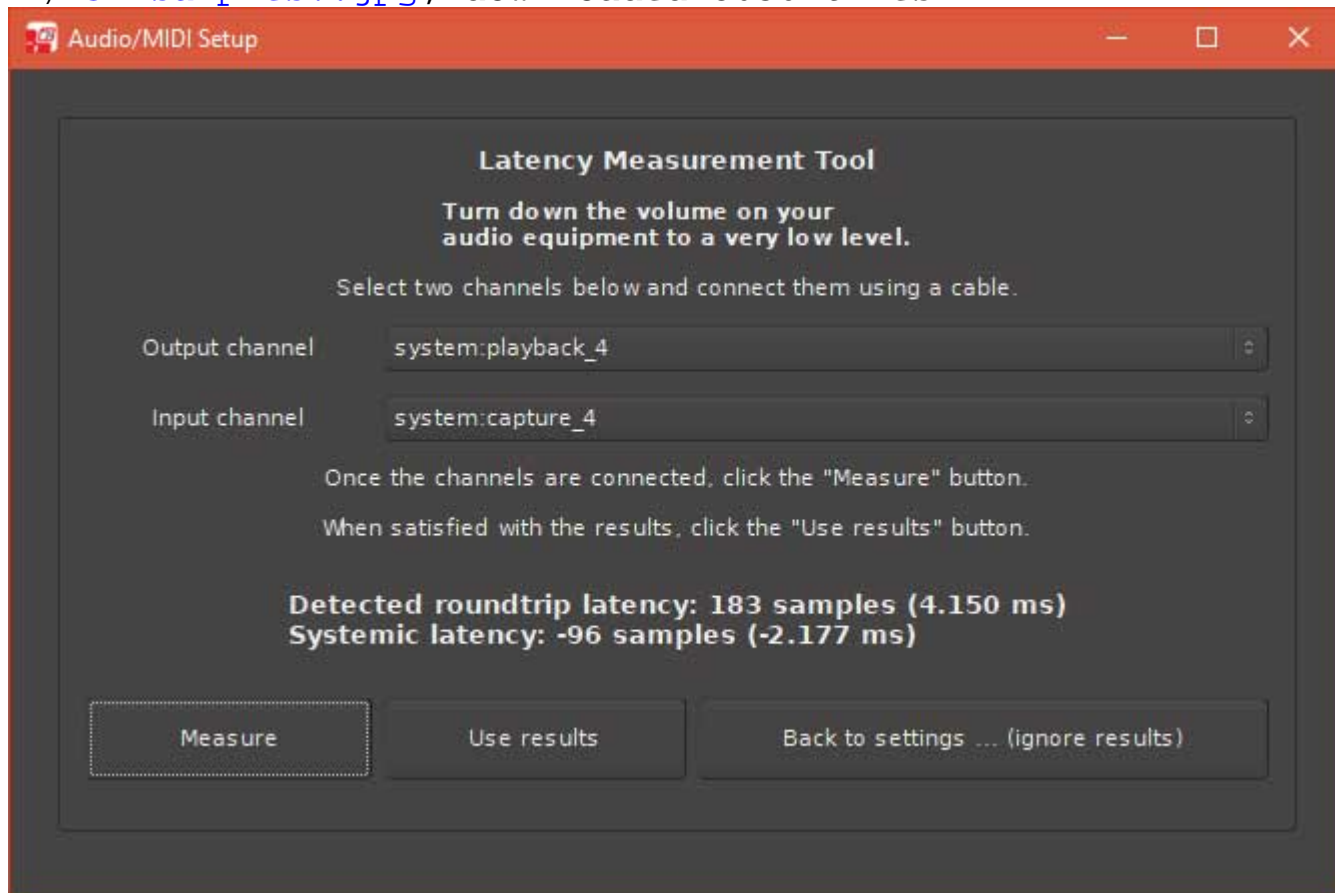 Audio/MIDI Setup
Latency Measurement Tool
Turn down the volume on your
audio equipment to a very low level.
Select two channels below and connect them using a cable.
Output channel system:playback_4
Input channel system:capture_4
Once the channels are connected, click the "Measure" button.
When satisfied with the results, click the "Use results" button.
Detected roundtrip latency: 183 samples (4.150 ms)
Systemic latency: -96 samples (-2.177 ms)
Measure Use results Back to settings ... (ignore results)